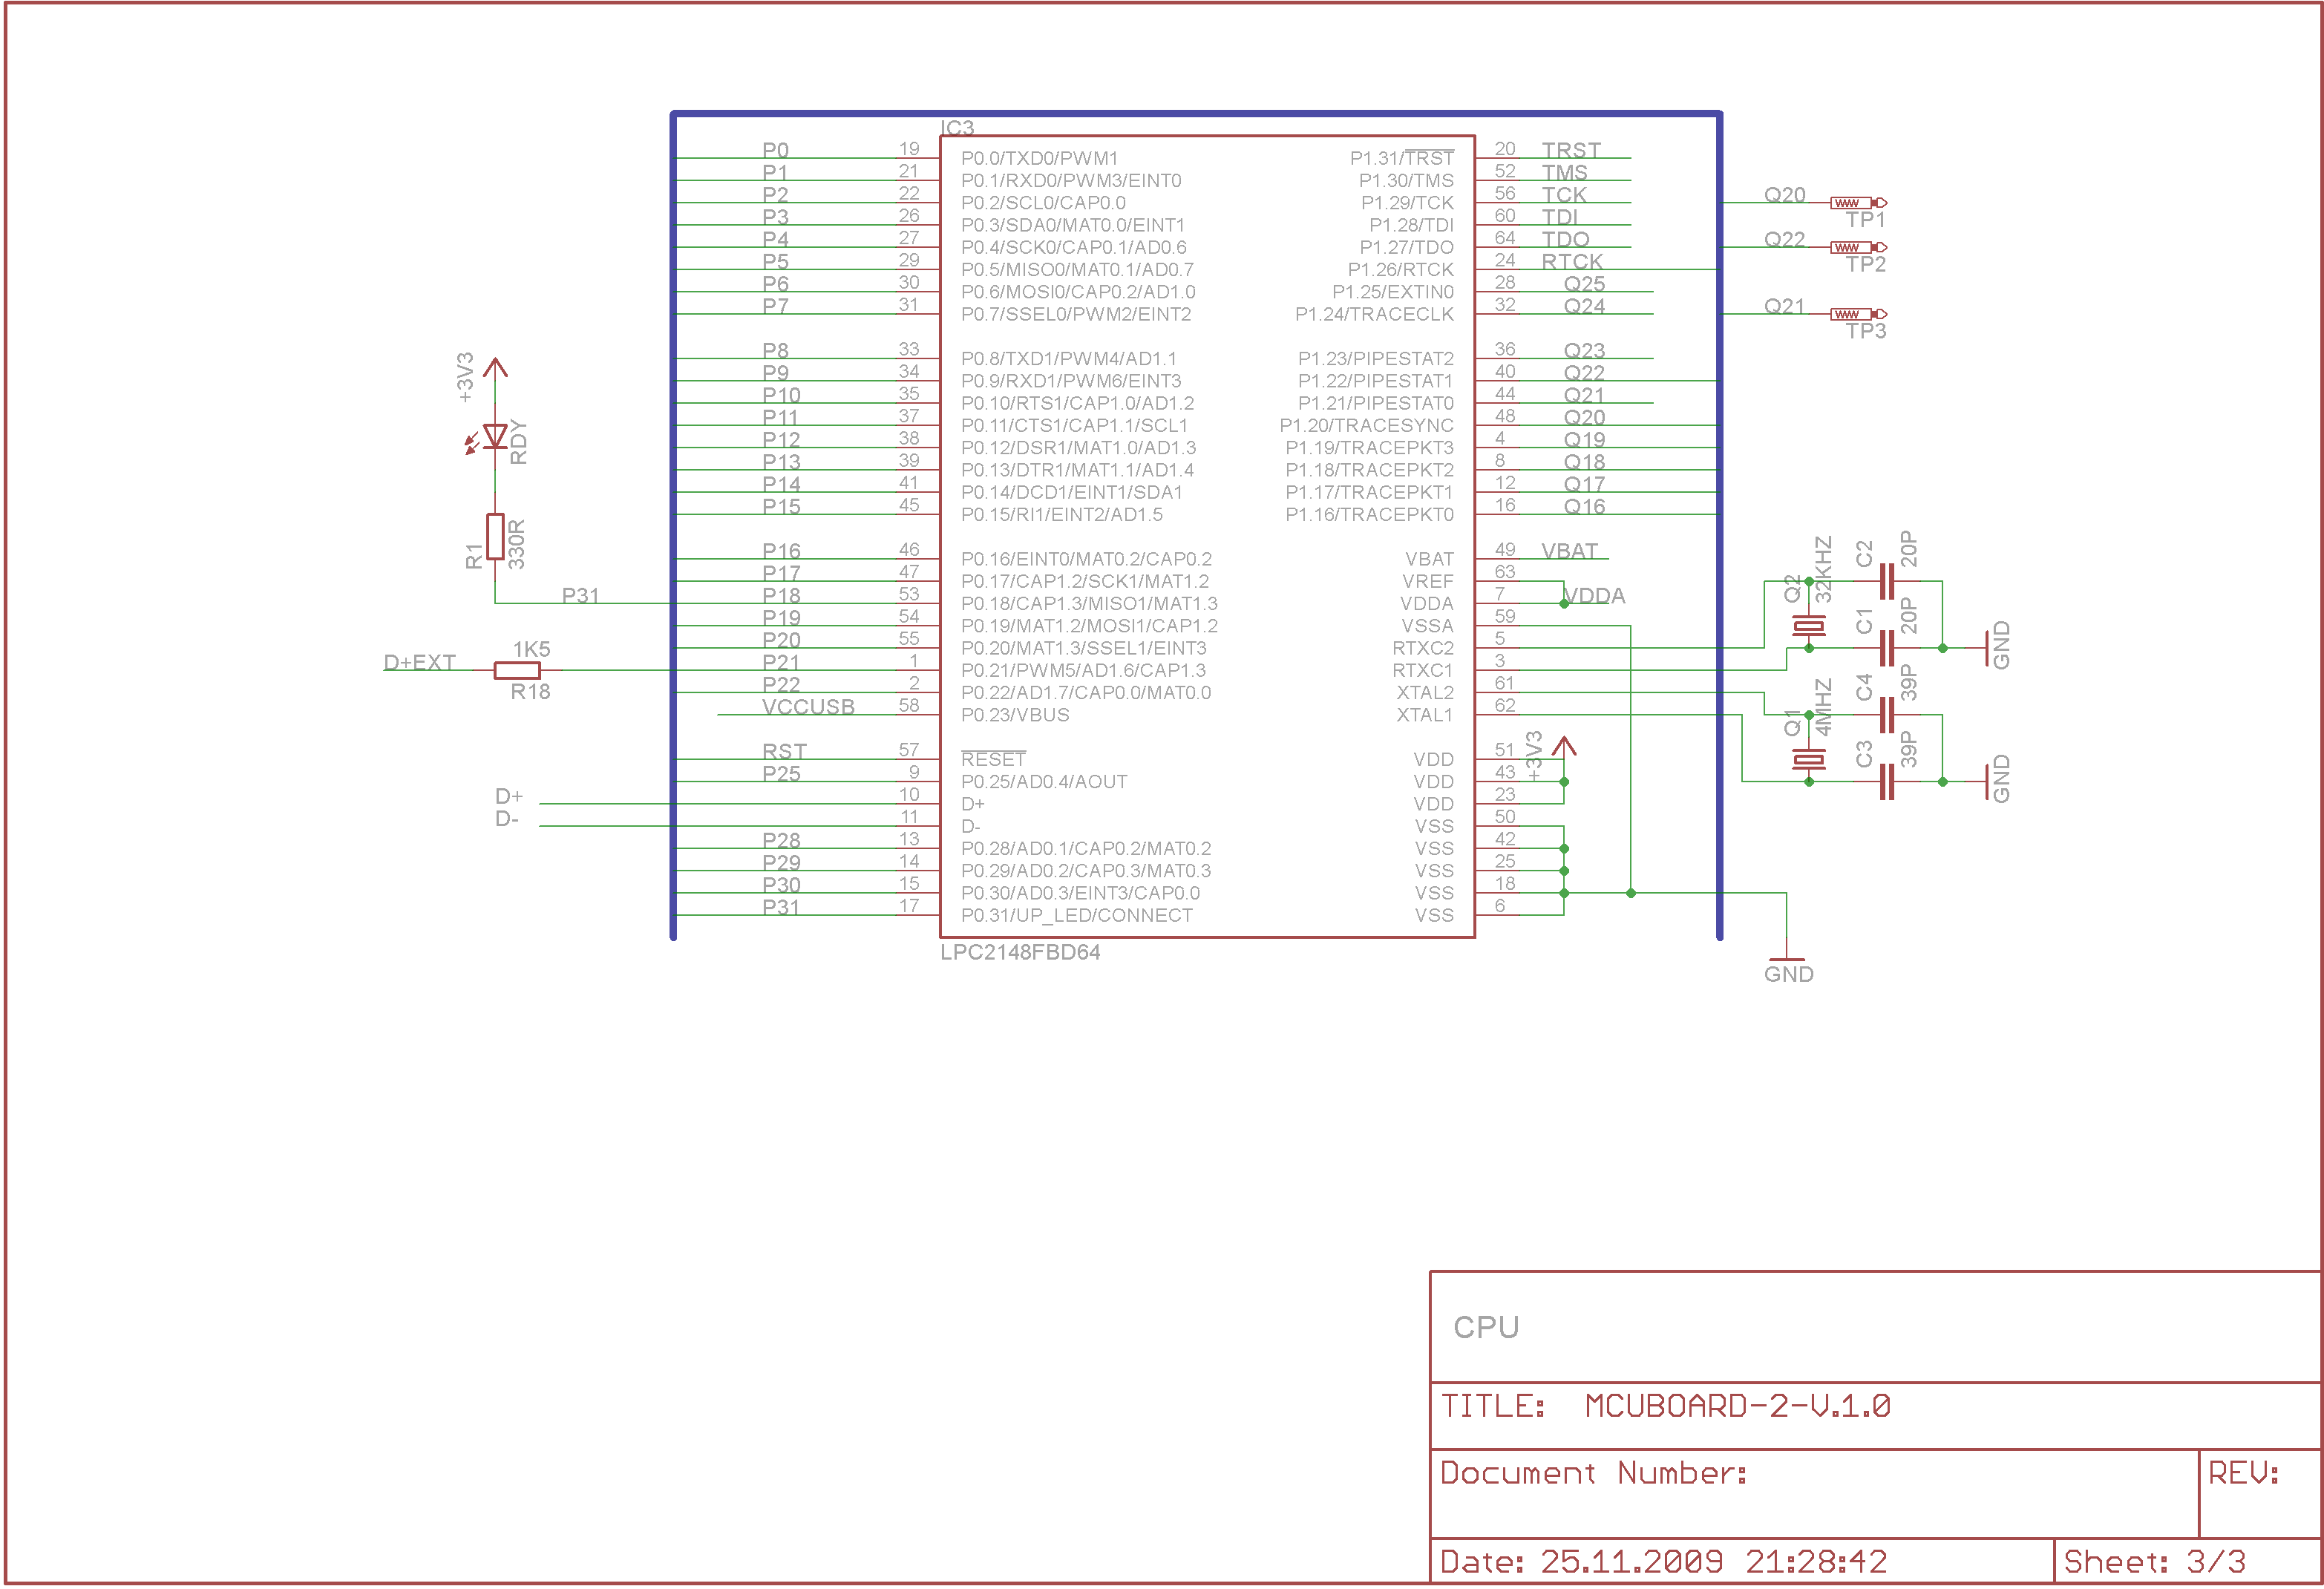 IC3
P0 19 P0.0/TXD0/PWM1 P1.31/TRST 20 TRST
P1 21 P0.1/RXD0/PWM3/EINT0 P1.30/TMS 52 TMS
P2 22 P0.2/SCL0/CAP0.0 P1.29/TCK 56 TCK Q20
P3 26 P0.3/SDA0/MAT0.0/EINT1 P1.28/TDI 60 TDI TP1
P4 27 P0.4/SCK0/CAP0.1/AD0.6 P1.27/TDO 64 TDO Q22
P5 29 P0.5/MISO0/MAT0.1/AD0.7 P1.26/RTCK 24 RTCK TP2
P6 30 P0.6/MOSI0/CAP0.2/AD1.0 P1.25/EXTIN0 28 Q25
P7 31 P0.7/SSEL0/PWM2/EINT2 P1.24/TRACECLK 32 Q24 Q21
TP3
P8 33 P0.8/TXD1/PWM4/AD1.1 P1.23/PIPESTAT2 36 Q23
+3V3
P9 34 P0.9/RXD1/PWM6/EINT3 P1.22/PIPESTAT1 40 Q22
P10 35 P0.10/RTS1/CAP1.0/AD1.2 P1.21/PIPESTAT0 44 Q21
P11 37 P0.11/CTS1/CAP1.1/SCL1 P1.20/TRACESYNC 48 Q20
RDY
P12 38 P0.12/DSR1/MAT1.0/AD1.3 P1.19/TRACEPKT3 4 Q19
P13 39 P0.13/DTR1/MAT1.1/AD1.4 P1.18/TRACEPKT2 8 Q18
P14 41 P0.14/DCD1/EINT1/SDA1 P1.17/TRACEPKT1 12 Q17
P15 45 P0.15/RI1/EINT2/AD1.5 P1.16/TRACEPKT0 16 Q16
R1 330R
P16 46 P0.16/EINT0/MAT0.2/CAP0.2 VBAT 49 VBAT
Q2 32KHZ C2 20P
P17 47 P0.17/CAP1.2/SCK1/MAT1.2 VREF 63
P31 P18 53 P0.18/CAP1.3/MISO1/MAT1.3 VDDA 7 VDDA
P19 54 P0.19/MAT1.2/MOSI1/CAP1.2 VSSA 59
C1 20P
P20 55 P0.20/MAT1.3/SSEL1/EINT3 RTXC2 5
GND
1K5
D+EXT P21 1 P0.21/PWM5/AD1.6/CAP1.3 RTXC1 3
R18
P22 2 P0.22/AD1.7/CAP0.0/MAT0.0 XTAL2 61
Q1 4MHZ C4 39P
VCCUSB 58 P0.23/VBUS XTAL1 62
RST 57 RESET VDD 51 +3V3
C3 39P
P25 9 P0.25/AD0.4/AOUT VDD 43
GND
D+ 10 D+ VDD 23
D- 11 D- VSS 50
P28 13 P0.28/AD0.1/CAP0.2/MAT0.2 VSS 42
P29 14 P0.29/AD0.2/CAP0.3/MAT0.3 VSS 25
P30 15 P0.30/AD0.3/EINT3/CAP0.0 VSS 18
P31 17 P0.31/UP_LED/CONNECT VSS 6
LPC2148FBD64
GND
CPU
TITLE: MCUBOARD-2-V.1.0
Document Number:
REV:
Date: 25.11.2009 21:28:42
Sheet: 3/3